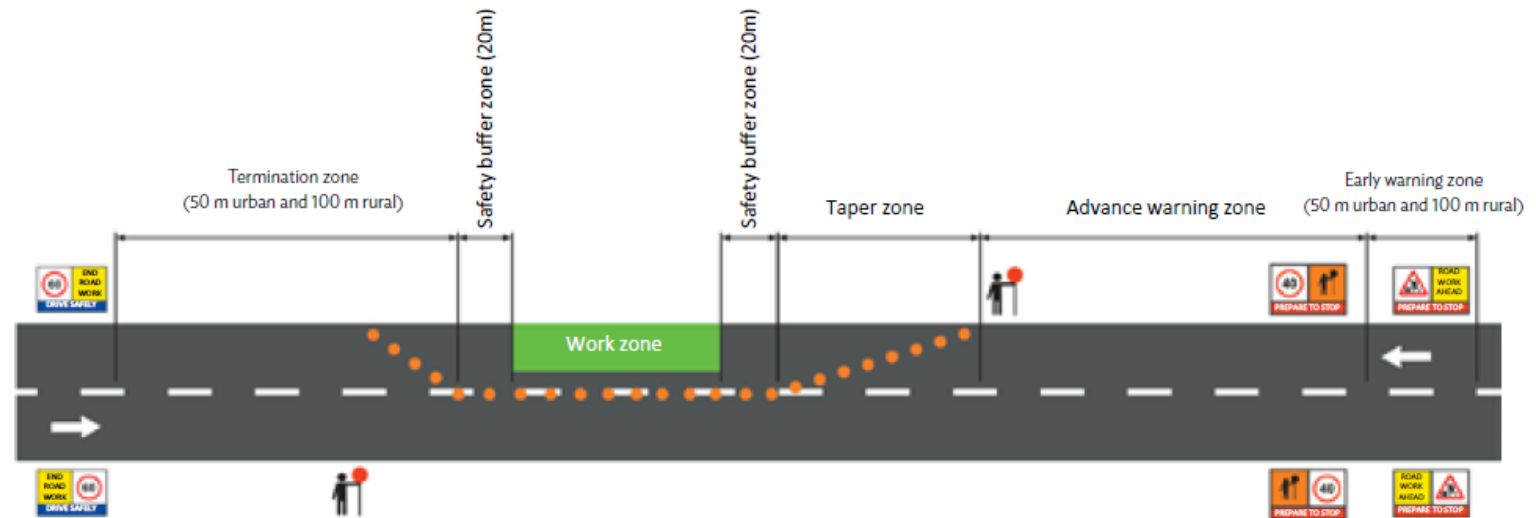 Safety buffer zone (20m)
Safety buffer zone (20m)
Termination zone
(50 m urban and 100 m rural)
Taper zone
Advance warning zone
Early warning zone
(50 m urban and 100 m rural)
60
END
ROAD
WORK
DRIVE SAFELY
40
PREPARE TO STOP
ROAD
WORK
AHEAD
PREPARE TO STOP
Work zone
END
ROAD
WORK
60
DRIVE SAFELY
40
PREPARE TO STOP
ROAD
WORK
AHEAD
PREPARE TO STOP